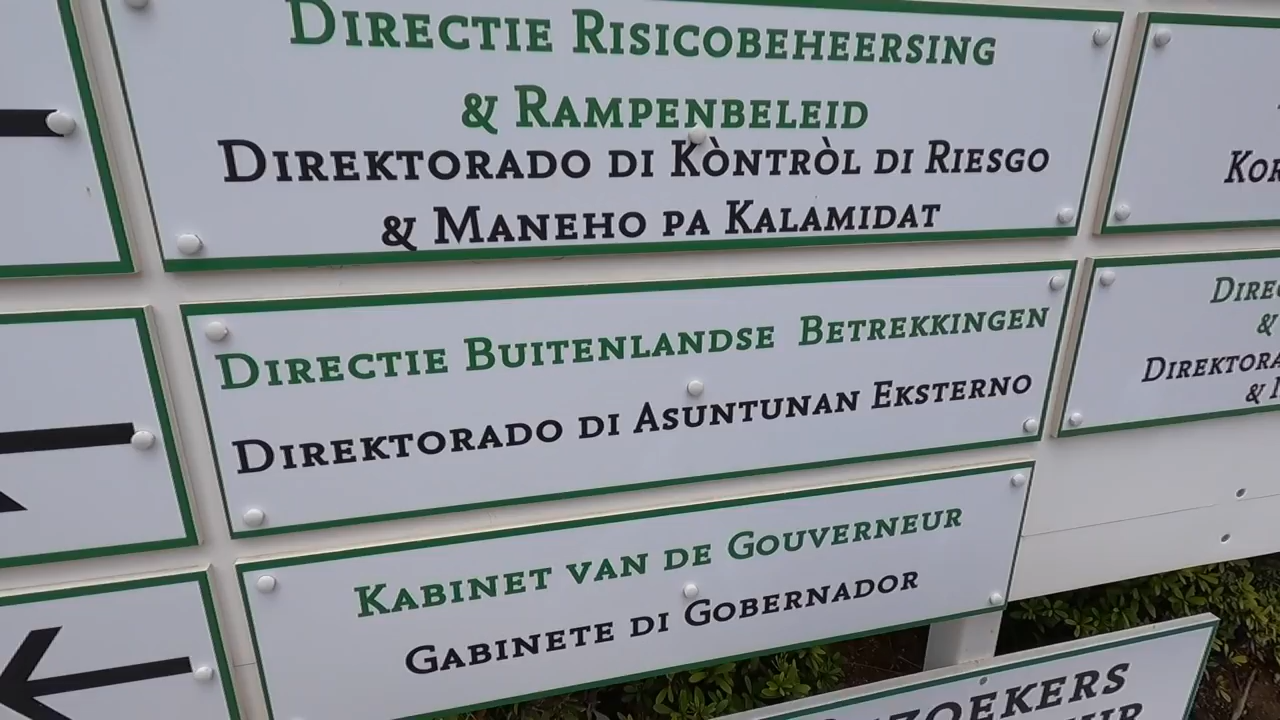 DIRECTIE RISICOBEHEERSING
& RAMPENBELEID
DIREKTORADO DI KÒNTRÒL DI RIESGO
& MANEHO PA KALAMIDAT
DIRECTIE BUITENLANDSE BETREKKINGEN
DIREKTORADO DI ASUNTUNAN EKSTERNO
KABINET VAN DE GOUVERNEUR
GABINETE DI GOBERNADOR
&
&